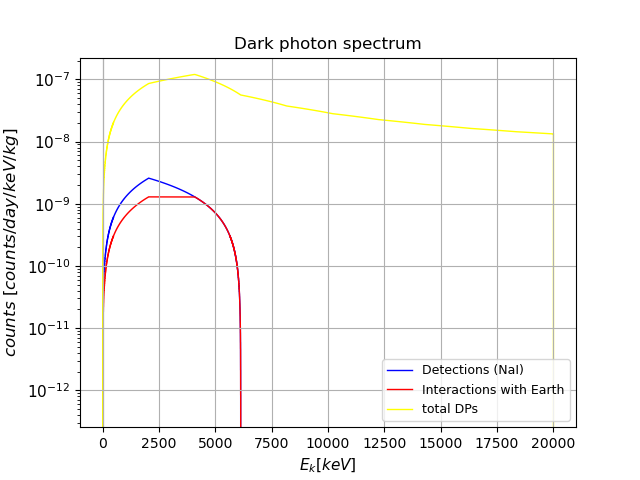 Dark photon spectrum
counts [counts/day/keV/kg]
10⁻⁷
10⁻⁸
10⁻⁹
10⁻¹⁰
10⁻¹¹
10⁻¹²
Detections (NaI)
Interactions with Earth
total DPs
0 2500 5000 7500 10000 12500 15000 17500 20000
Eₖ[keV]